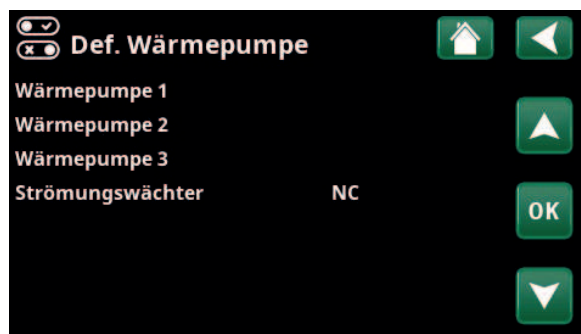 Def. Wärmepumpe
Wärmepumpe 1
Wärmepumpe 2
Wärmepumpe 3
Strömungswächter NC
OK